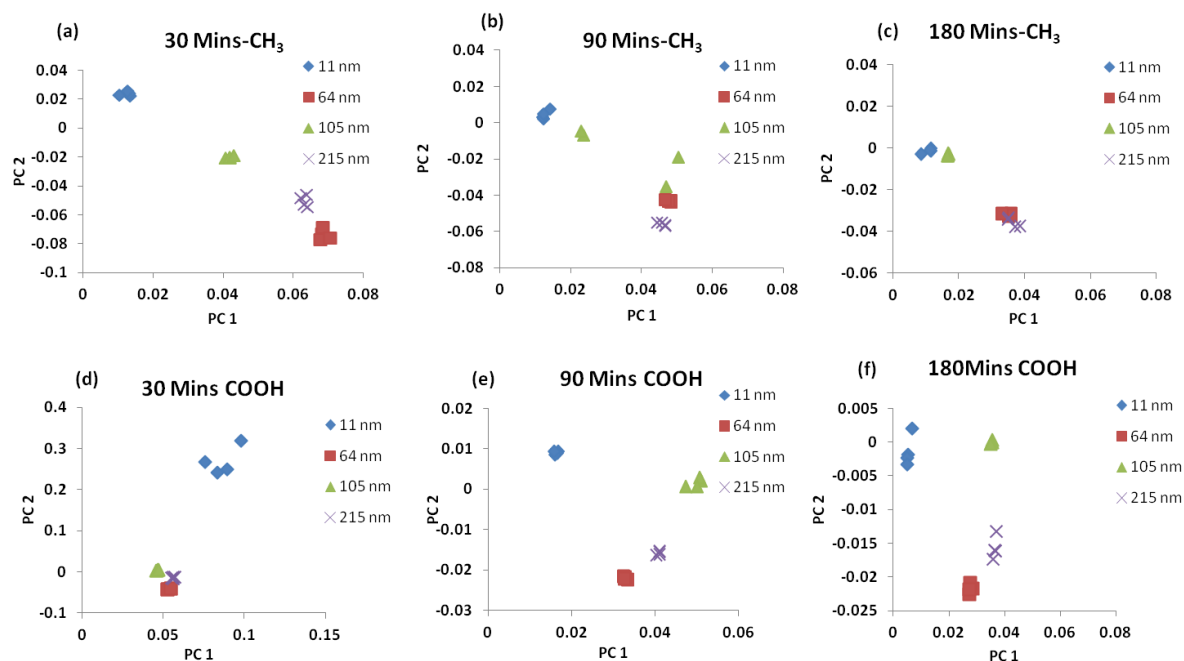 (a)
30 Mins-CH₃
0.04
0.02
0
-0.02
-0.04
-0.06
-0.08
-0.1
0 0.02 0.04 0.06 0.08
PC 2
PC 1
11 nm
64 nm
105 nm
215 nm
(b)
90 Mins-CH₃
0.04
0.02
0
-0.02
-0.04
-0.06
-0.08
0 0.02 0.04 0.06 0.08
PC 2
PC 1
11 nm
64 nm
105 nm
215 nm
(c)
180 Mins-CH₃
0.04
0.02
0
-0.02
-0.04
-0.06
0 0.02 0.04 0.06 0.08
PC 2
PC 1
11 nm
64 nm
105 nm
215 nm
(d)
30 Mins COOH
0.4
0.3
0.2
0.1
0
-0.1
0 0.05 0.1 0.15
PC 2
PC 1
11 nm
64 nm
105 nm
215 nm
(e)
90 Mins COOH
0.02
0.01
0
-0.01
-0.02
-0.03
0 0.02 0.04 0.06
PC 2
PC 1
11 nm
64 nm
105 nm
215 nm
(f)
180Mins COOH
0.005
0
-0.005
-0.01
-0.015
-0.02
-0.025
0 0.02 0.04 0.06 0.08
PC 2
PC 1
11 nm
64 nm
105 nm
215 nm